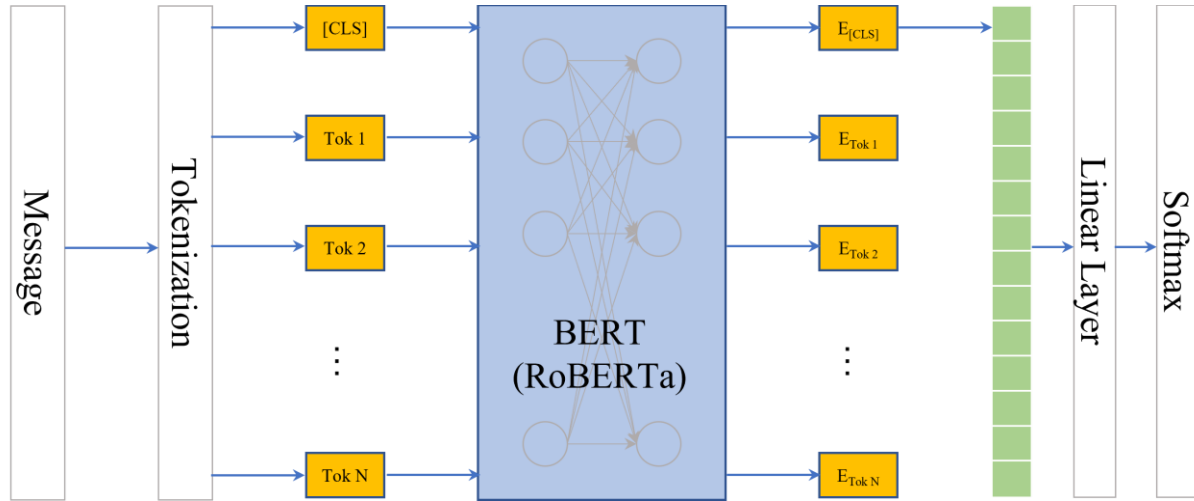 Message
Tokenization
[CLS]
Tok 1
Tok 2
⋮
Tok N
BERT
(RoBERTa)
E[CLS]
ETok 1
ETok 2
⋮
ETok N
Linear Layer
Softmax